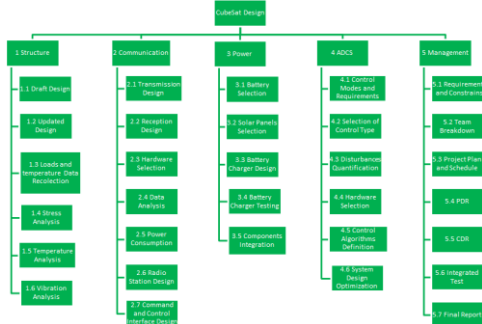 CubeSat Design
1 Structure
1.1 Draft Design
1.2 Updated
Design
1.3 Loads and
temperature Data
Recolection
1.4 Stress
Analysis
1.5 Temperature
Analysis
1.6 Vibration
Analysis
2 Communication
2.1 Transmission
Design
2.2 Reception
Design
2.3 Hardware
Selection
2.4 Data
Analysis
2.5 Power
Consumption
2.6 Radio
Station Design
2.7 Command
and Control
Interface Design
3 Power
3.1 Battery
Selection
3.2 Solar Panels
Selection
3.3 Battery
Charger Design
3.4 Battery
Charger Testing
3.5 Components
Integration
4 ADCS
4.1 Control
Modes and
Requirements
4.2 Selection of
Control Type
4.3 Disturbances
Quantification
4.4 Hardware
Selection
4.5 Control
Algorithms
Definition
4.6 System
Design
Optimization
5 Management
5.1 Requirement
and Constrains
5.2 Team
Breakdown
5.3 Project Plan
and Schedule
5.4 PDR
5.5 CDR
5.6 Integrated
Test
5.7 Final Report